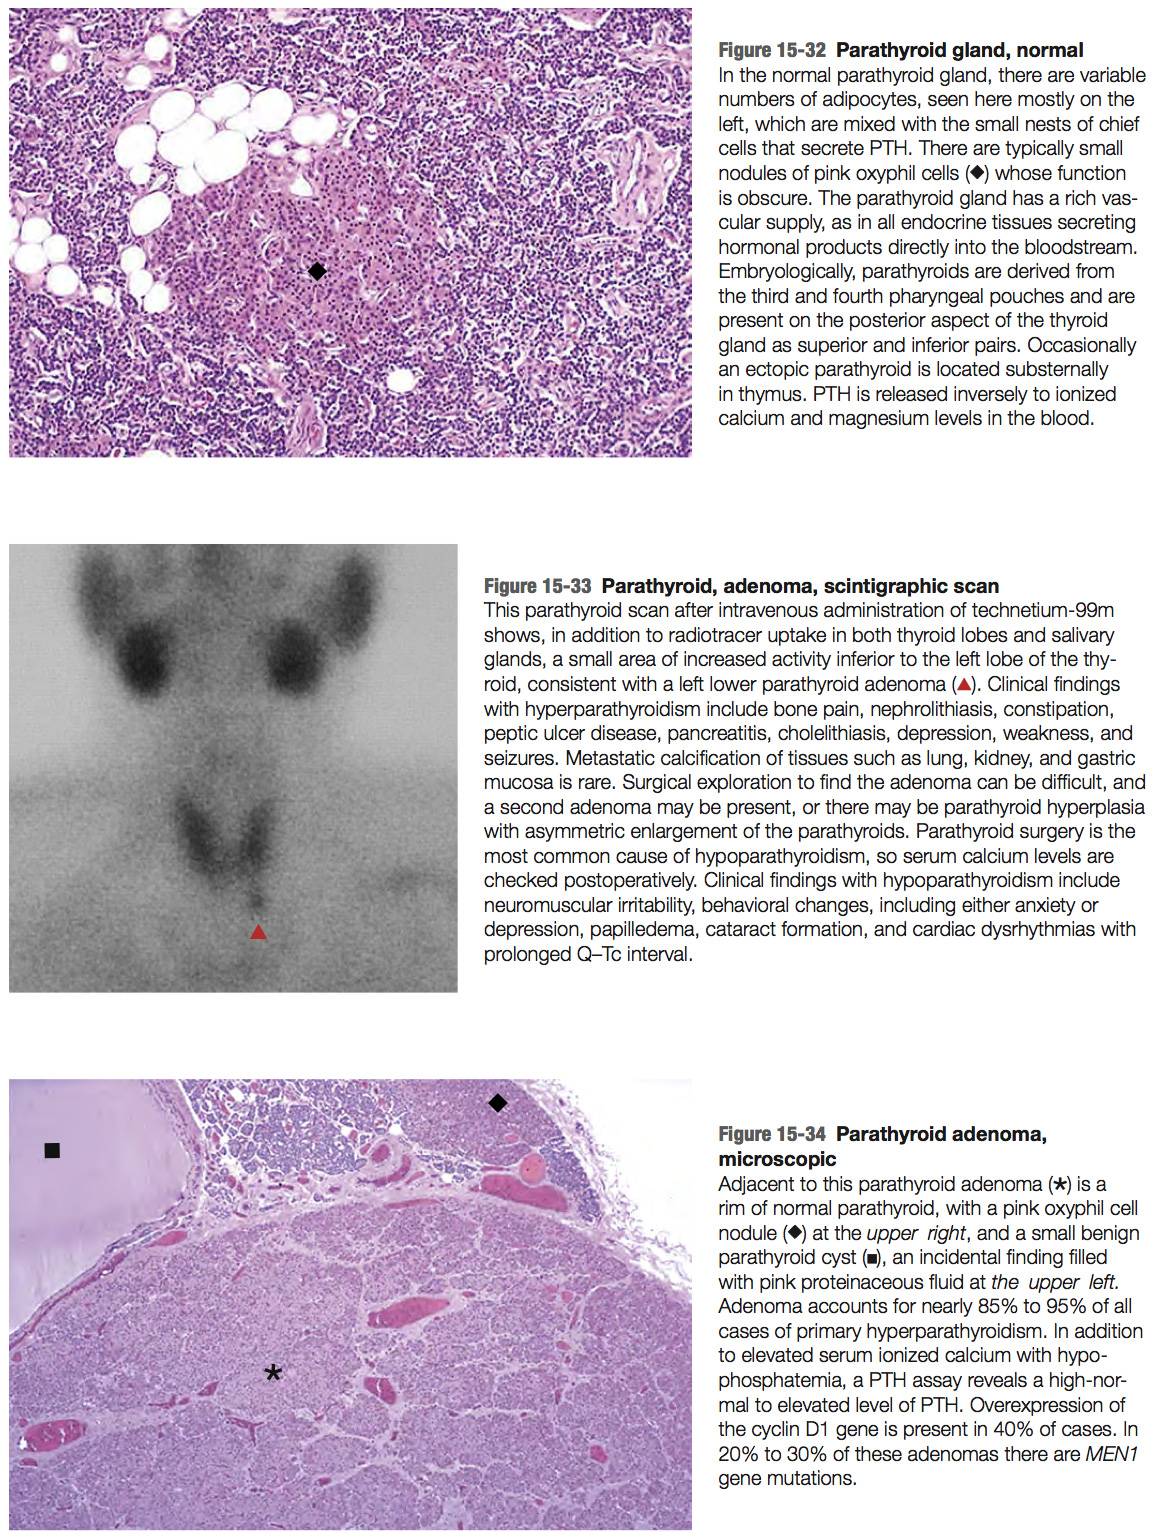 Figure 15-32 Parathyroid gland, normal
In the normal parathyroid gland, there are variable
numbers of adipocytes, seen here mostly on the
left, which are mixed with the small nests of chief
cells that secrete PTH. There are typically small
nodules of pink oxyphil cells (◆) whose function
is obscure. The parathyroid gland has a rich vas-
cular supply, as in all endocrine tissues secreting
hormonal products directly into the bloodstream.
Embryologically, parathyroids are derived from
the third and fourth pharyngeal pouches and are
present on the posterior aspect of the thyroid
gland as superior and inferior pairs. Occasionally
an ectopic parathyroid is located substernally
in thymus. PTH is released inversely to ionized
calcium and magnesium levels in the blood.
Figure 15-33 Parathyroid, adenoma, scintigraphic scan
This parathyroid scan after intravenous administration of technetium-99m
shows, in addition to radiotracer uptake in both thyroid lobes and salivary
glands, a small area of increased activity inferior to the left lobe of the thy-
roid, consistent with a left lower parathyroid adenoma (▲). Clinical findings
with hyperparathyroidism include bone pain, nephrolithiasis, constipation,
peptic ulcer disease, pancreatitis, cholelithiasis, depression, weakness, and
seizures. Metastatic calcification of tissues such as lung, kidney, and gastric
mucosa is rare. Surgical exploration to find the adenoma can be difficult, and
a second adenoma may be present, or there may be parathyroid hyperplasia
with asymmetric enlargement of the parathyroids. Parathyroid surgery is the
most common cause of hypoparathyroidism, so serum calcium levels are
checked postoperatively. Clinical findings with hypoparathyroidism include
neuromuscular irritability, behavioral changes, including either anxiety or
depression, papilledema, cataract formation, and cardiac dysrhythmias with
prolonged Q–Tc interval.
Figure 15-34 Parathyroid adenoma,
microscopic
Adjacent to this parathyroid adenoma (*) is a
rim of normal parathyroid, with a pink oxyphil cell
nodule (◆) at the upper right, and a small benign
parathyroid cyst (■), an incidental finding filled
with pink proteinaceous fluid at the upper left.
Adenoma accounts for nearly 85% to 95% of all
cases of primary hyperparathyroidism. In addition
to elevated serum ionized calcium with hypo-
phosphatemia, a PTH assay reveals a high-nor-
mal to elevated level of PTH. Overexpression of
the cyclin D1 gene is present in 40% of cases. In
20% to 30% of these adenomas there are MEN1
gene mutations.